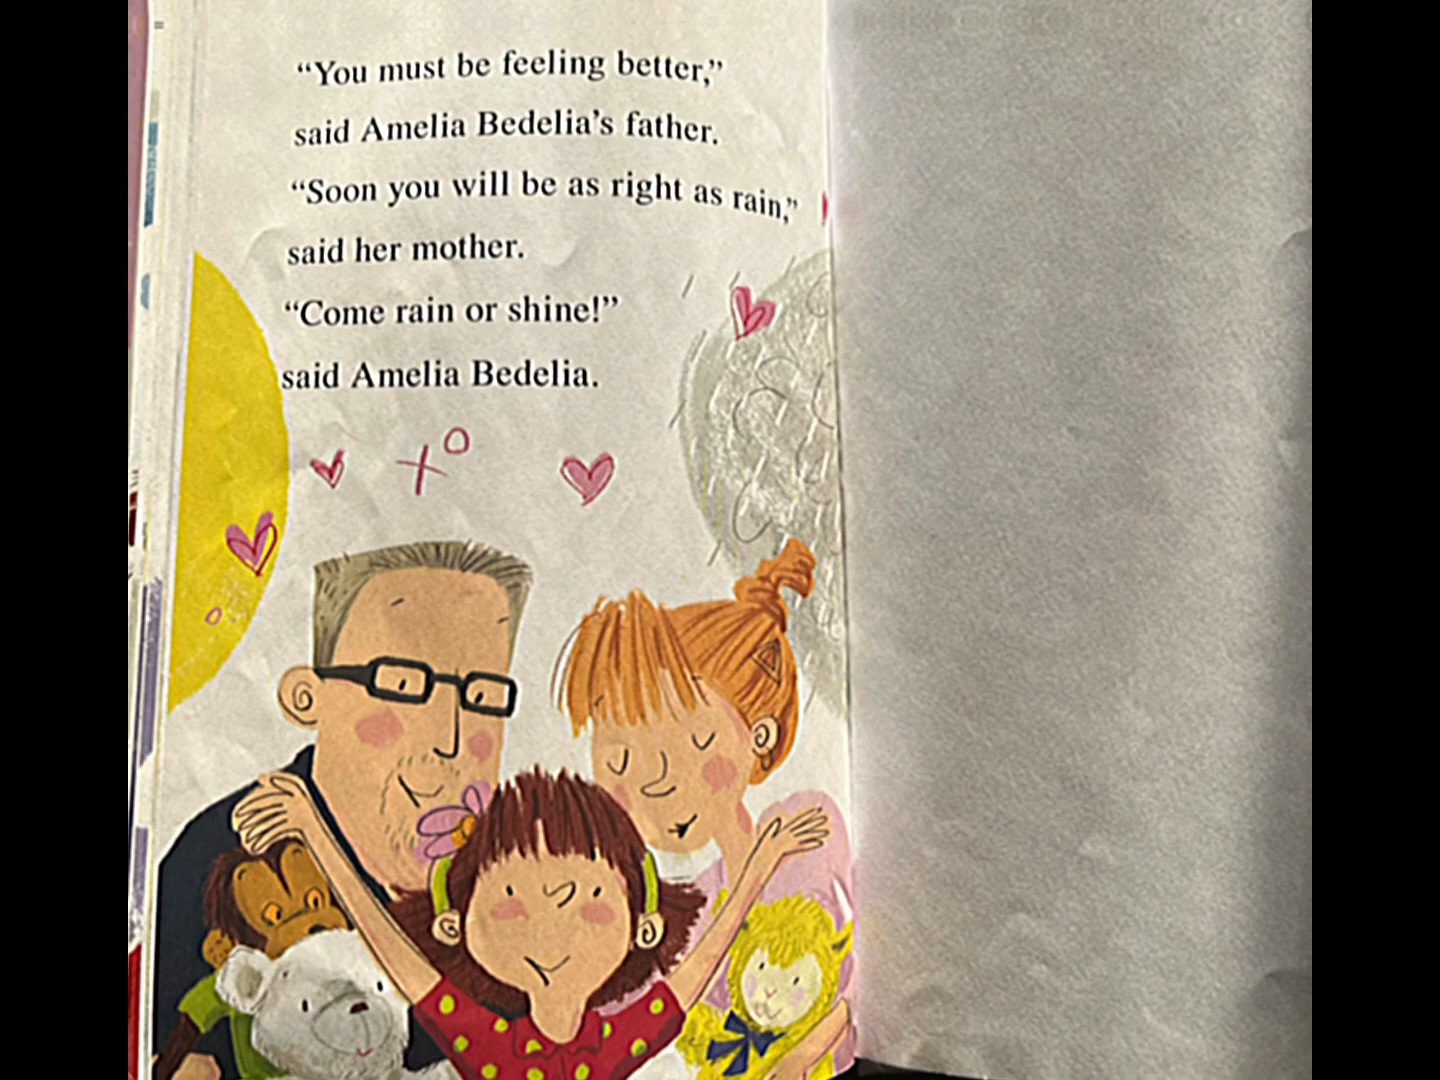 “You must be feeling better,”
said Amelia Bedelia’s father.
“Soon you will be as right as rain,”
said her mother.
“Come rain or shine!”
said Amelia Bedelia.
XO